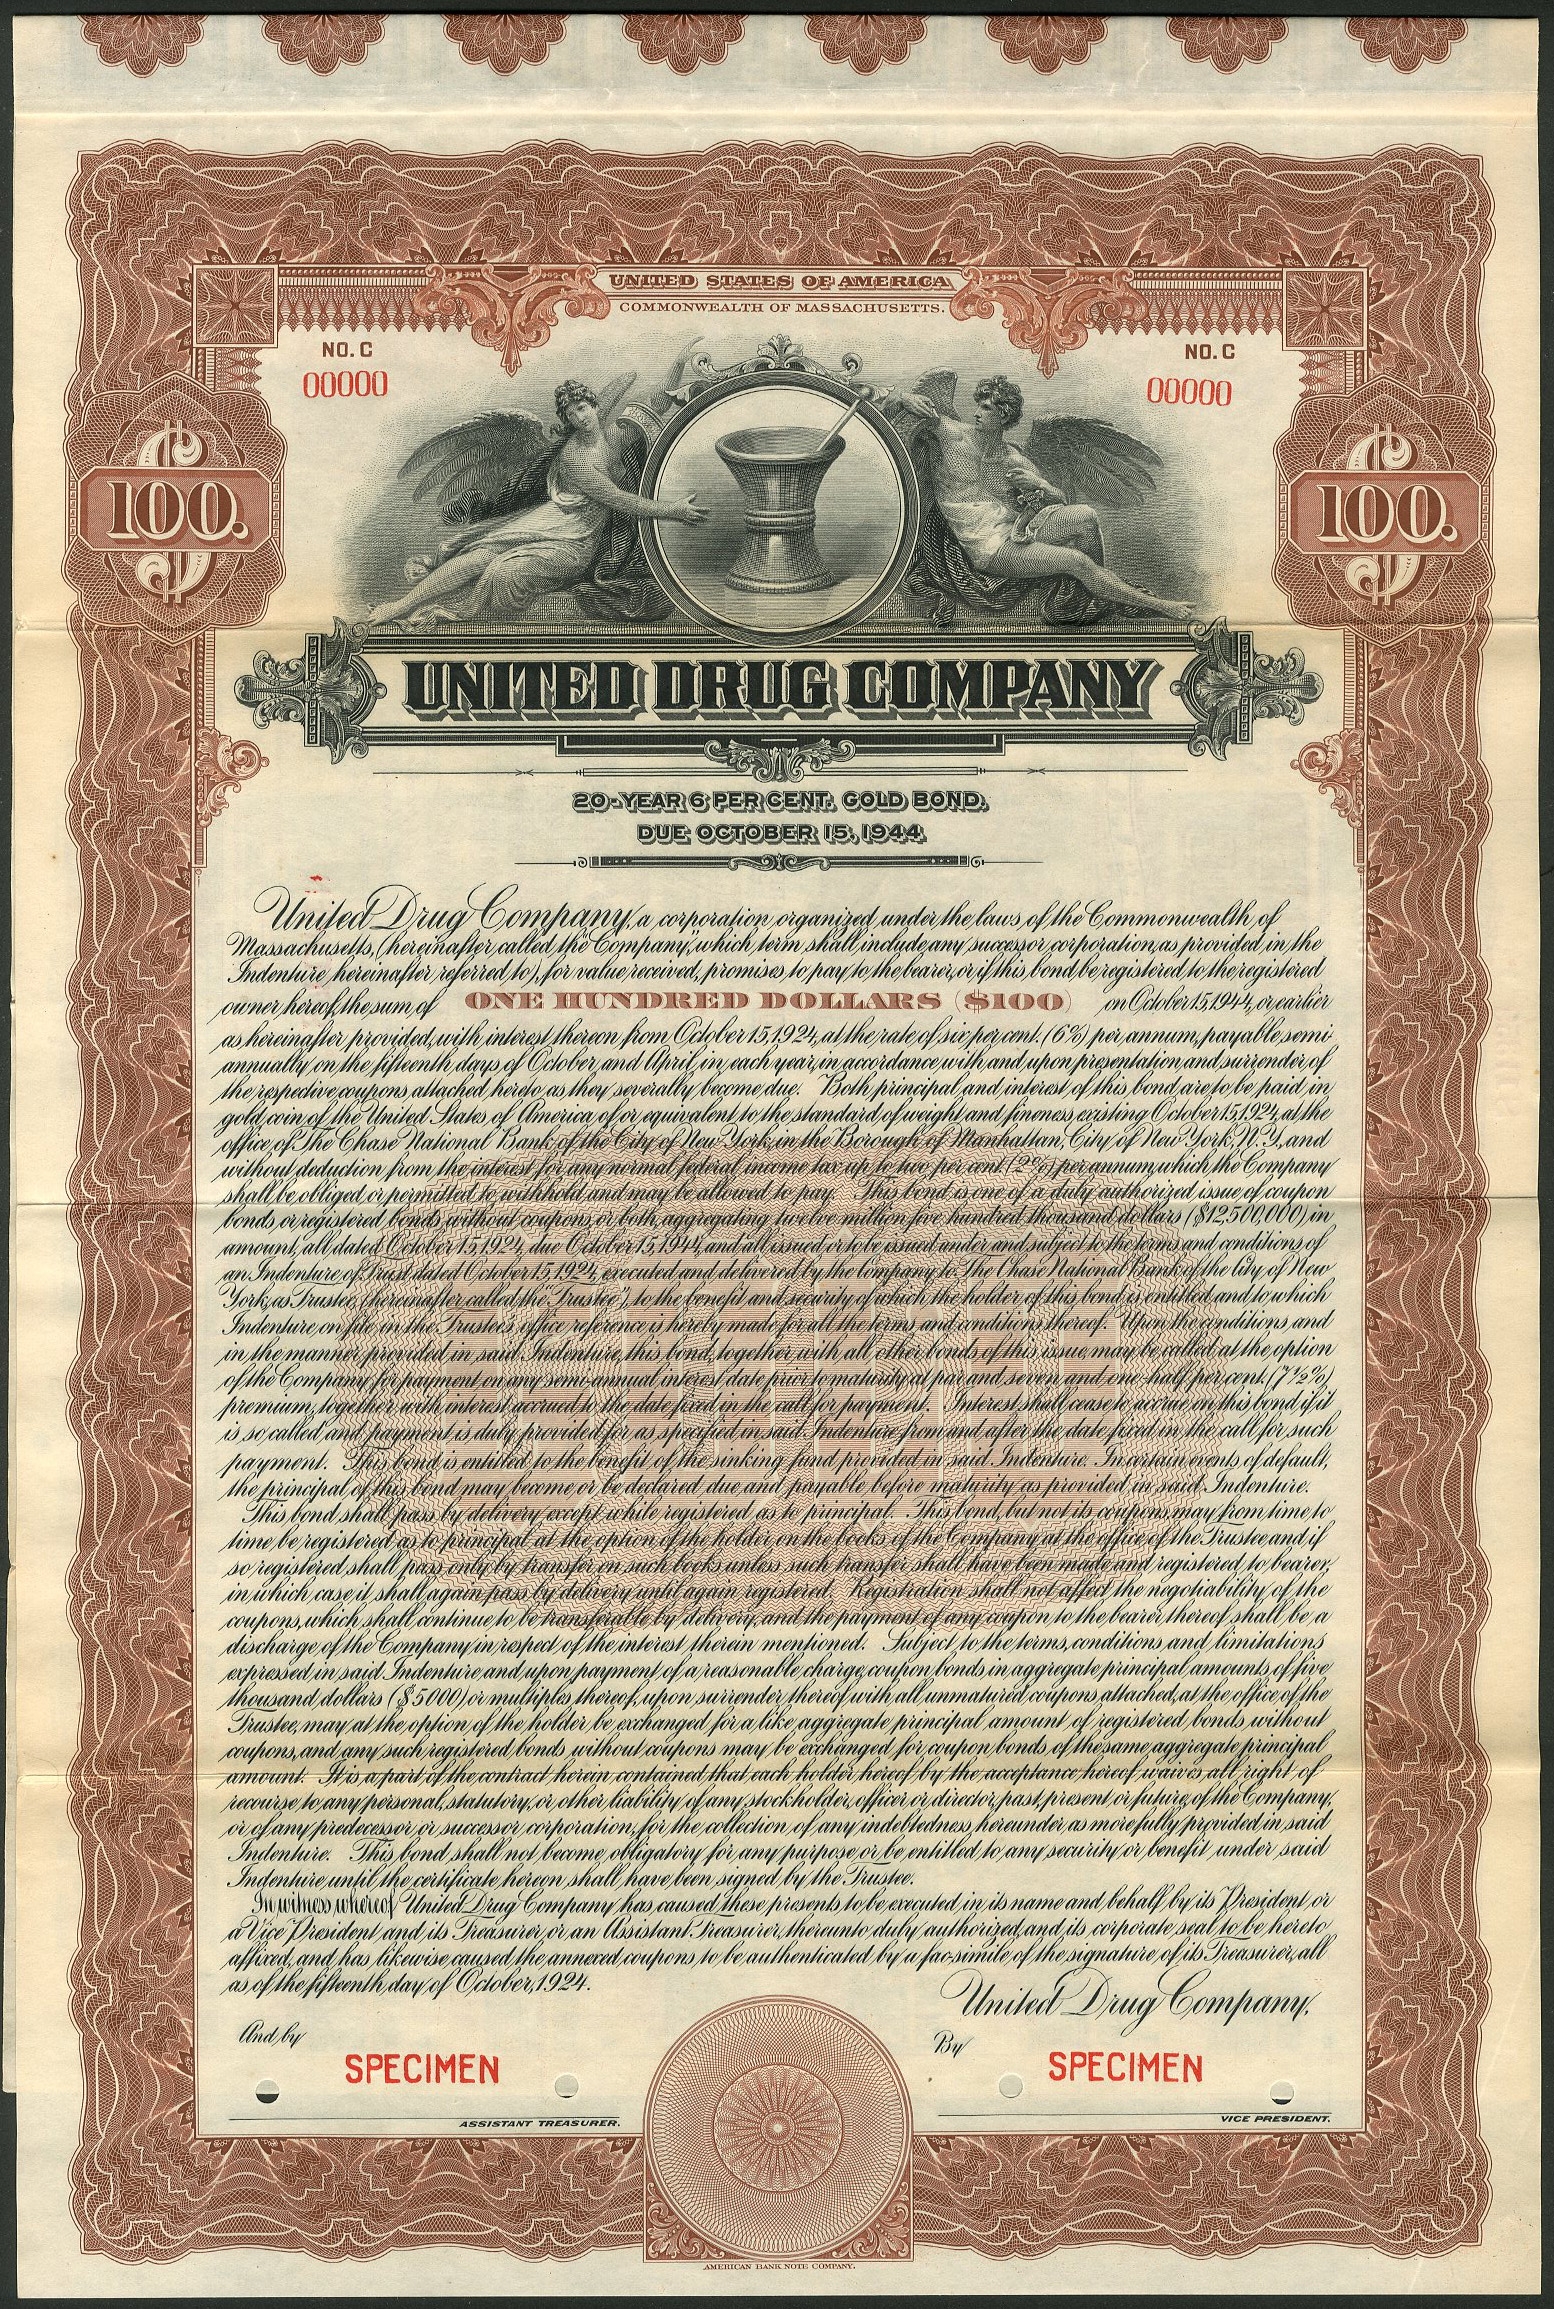 UNITED STATES OF AMERICA
COMMONWEALTH OF MASSACHUSETTS.
NO. C
00000
NO. C
00000
100.
100.
UNITED DRUG COMPANY
20-YEAR 6 PER CENT. GOLD BOND,
DUE OCTOBER 15, 1944.
United Drug Company, a corporation organized under the laws of the Commonwealth of
Massachusetts, (hereinafter called the "Company," which term shall include any successor corporation, as provided in the
Indenture hereinafter referred to), for value received, promises to pay to the bearer, or if this bond be registered to the registered
owner hereof, the sum of ONE HUNDRED DOLLARS ($100) on October 15, 1944, or earlier
as hereinafter provided, with interest thereon from October 15, 1924, at the rate of six per cent. (6%) per annum, payable semi-
annually on the fifteenth days of October and April in each year, in accordance with and upon presentation and surrender of
the respective coupons attached hereto as they severally become due. Both principal and interest of this bond are to be paid in
gold coin of the United States of America of or equivalent to the standard of weight and fineness existing October 15, 1924, at the
office of The Chase National Bank of the City of New York, in the Borough of Manhattan, City of New York, N.Y., and
without deduction from the interest for any normal federal income tax up to two per cent (2%) per annum, which the Company
shall be obliged or permitted to withhold and may be allowed to pay. This bond is one of a duly authorized issue of coupon
bonds or registered bonds without coupons, or both, aggregating twelve million five hundred thousand dollars ($12,500,000) in
amount, all dated October 15, 1924, due October 15, 1944, and all issued or to be issued under and subject to the terms and conditions of
an Indenture of Trust dated October 15, 1924, executed and delivered by the Company to The Chase National Bank of the City of New
York, as Trustee, (hereinafter called the "Trustee"), to the benefit and security of which the holder of this bond is entitled and to which
Indenture, on file in the Trustee's office reference is hereby made for all the terms and conditions thereof. Upon the conditions and
in the manner provided in said Indenture, this bond, together with all other bonds of this issue, may be called at the option
of the Company for payment on any semi-annual interest date prior to maturity at par and seven and one-half per cent. (7½%)
premium, together with interest accrued to the date fixed in the call for payment. Interest shall cease to accrue on this bond if it
is so called and payment is duly provided for as specified in said Indenture from and after the date fixed in the call for such
payment. This bond is entitled to the benefit of the sinking fund provided in said Indenture. In certain events of default,
the principal of this bond may become or be declared due and payable before maturity as provided in said Indenture.
This bond shall pass by delivery except while registered as to principal. This bond, but not its coupons, may from time to
time be registered as to principal at the option of the holder, on the books of the Company at the office of the Trustee and if
so registered shall pass only by transfer on such books unless such transfer shall have been made and registered to bearer,
in which case it shall again pass by delivery until again registered. Registration shall not affect the negotiability of the
coupons, which shall continue to be transferable by delivery, and the payment of any coupon to the bearer thereof shall be a
discharge of the Company in respect of the interest therein mentioned. Subject to the terms, conditions and limitations
expressed in said Indenture and upon payment of a reasonable charge, coupon bonds in aggregate principal amounts of five
thousand dollars ($5000) or multiples thereof, upon surrender thereof with all unmatured coupons attached, at the office of the
Trustee, may at the option of the holder be exchanged for a like aggregate principal amount of registered bonds without
coupons, and any such registered bonds without coupons may be exchanged for coupon bonds of the same aggregate principal
amount. It is a part of the contract herein contained that each holder hereof by the acceptance hereof waives all right of
recourse to any personal, statutory, or other liability of any stockholder, officer or director, past, present or future, of the Company,
or of any predecessor or successor corporation, for the collection of any indebtedness hereunder as more fully provided in said
Indenture. This bond shall not become obligatory for any purpose, or be entitled to any security or benefit under said
Indenture until the certificate hereon shall have been signed by the Trustee.
In witness whereof United Drug Company has caused these presents to be executed in its name and behalf by its President or
a Vice President and its Treasurer, or an Assistant Treasurer, thereunto duly authorized, and its corporate seal to be hereto
affixed, and has likewise caused the annexed coupons to be authenticated by a fac-simile of the signature of its Treasurer, all
as of the fifteenth day of October, 1924.
United Drug Company,
And by
By
SPECIMEN
SPECIMEN
ASSISTANT TREASURER.
VICE PRESIDENT.
AMERICAN BANK NOTE COMPANY.